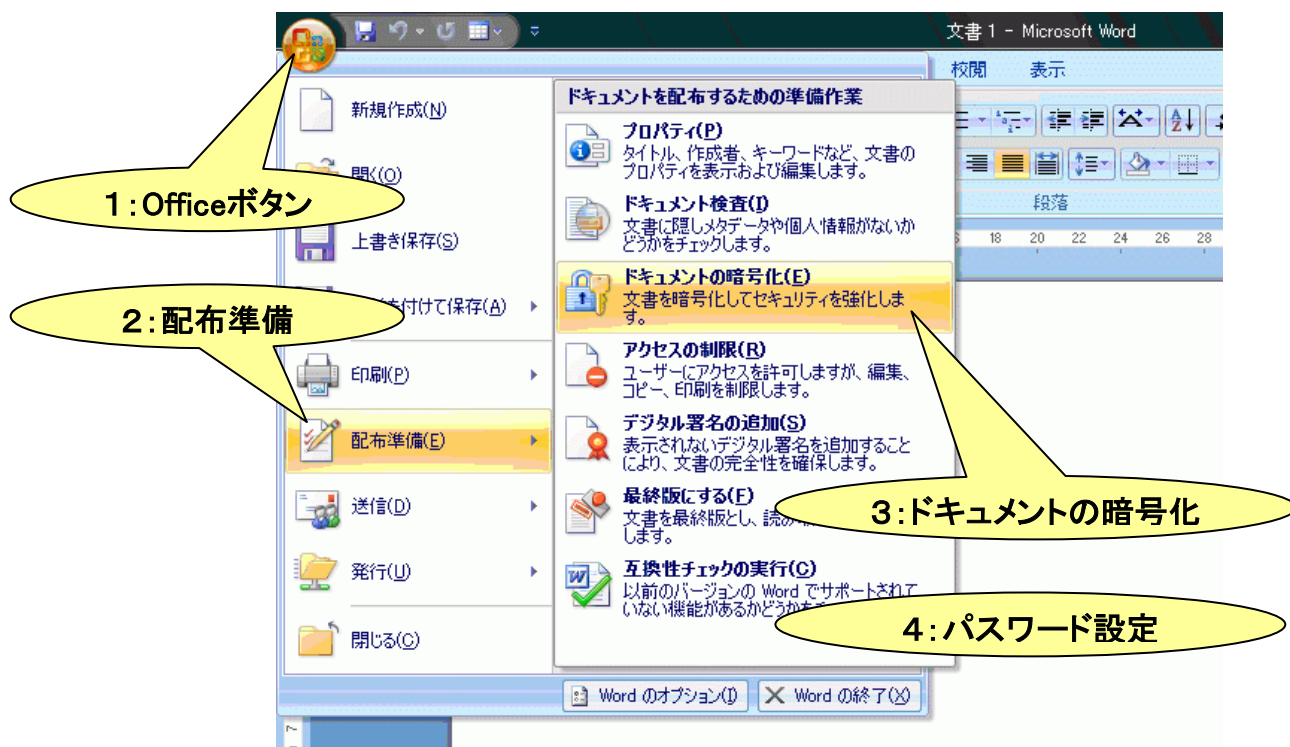 文書 1 - Microsoft Word
校閲 表示
段落
18 20 22 24 26 28
新規作成(N)
開く(O)
上書き保存(S)
付けて保存(A)
印刷(P)
配布準備(E)
送信(D)
発行(U)
閉じる(C)
ドキュメントを配布するための準備作業
プロパティ(P)
タイトル、作成者、キーワードなど、文書の
プロパティを表示および編集します。
ドキュメント検査(I)
文書に隠しメタデータや個人情報がないか
どうかをチェックします。
ドキュメントの暗号化(E)
文書を暗号化してセキュリティを強化しま
す。
アクセスの制限(R)
ユーザーにアクセスを許可しますが、編集、
コピー、印刷を制限します。
デジタル署名の追加(S)
表示されないデジタル署名を追加すること
により、文書の完全性を確保します。
最終版にする(F)
文書を最終版とし、読み
します。
互換性チェックの実行(C)
以前のバージョンの Word でサポートされて
いない機能があるかどうかを
Word のオプション(I)
Word の終了(X)
1:Officeボタン
2:配布準備
3:ドキュメントの暗号化
4:パスワード設定